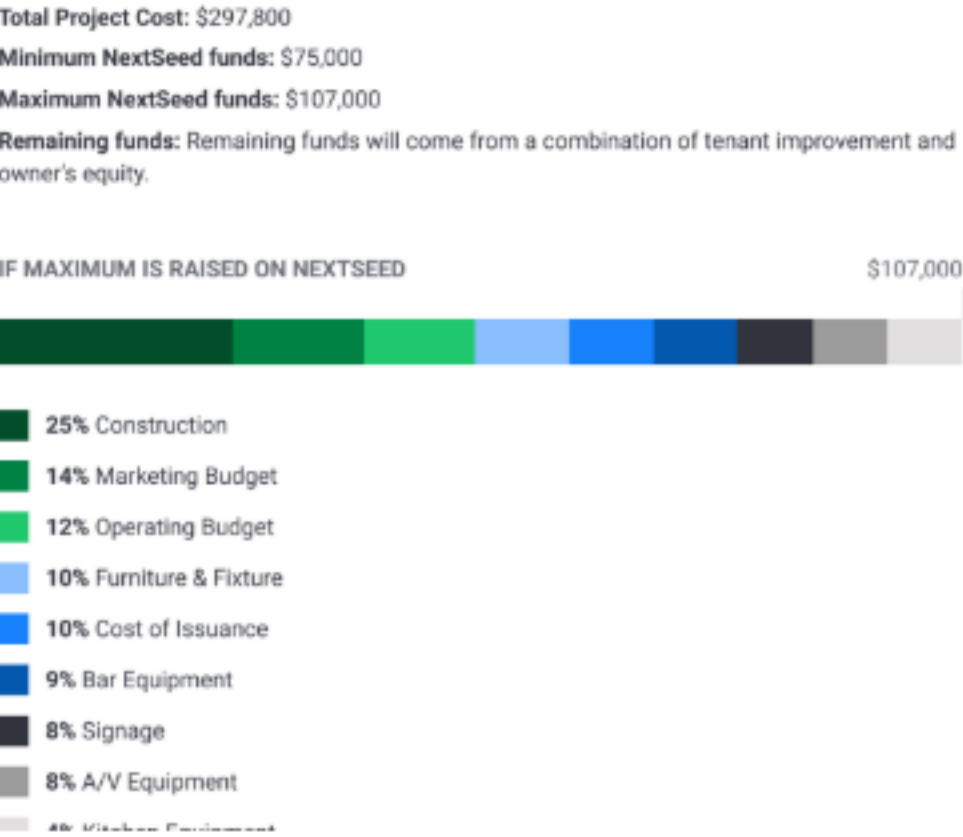 Total Project Cost: $297,800
Minimum NextSeed funds: $75,000
Maximum NextSeed funds: $107,000
Remaining funds: Remaining funds will come from a combination of tenant improvement and
owner's equity.
IF MAXIMUM IS RAISED ON NEXTSEED $107,000
25% Construction
14% Marketing Budget
12% Operating Budget
10% Furniture & Fixture
10% Cost of Issuance
9% Bar Equipment
8% Signage
8% A/V Equipment
Kitchen Equipment